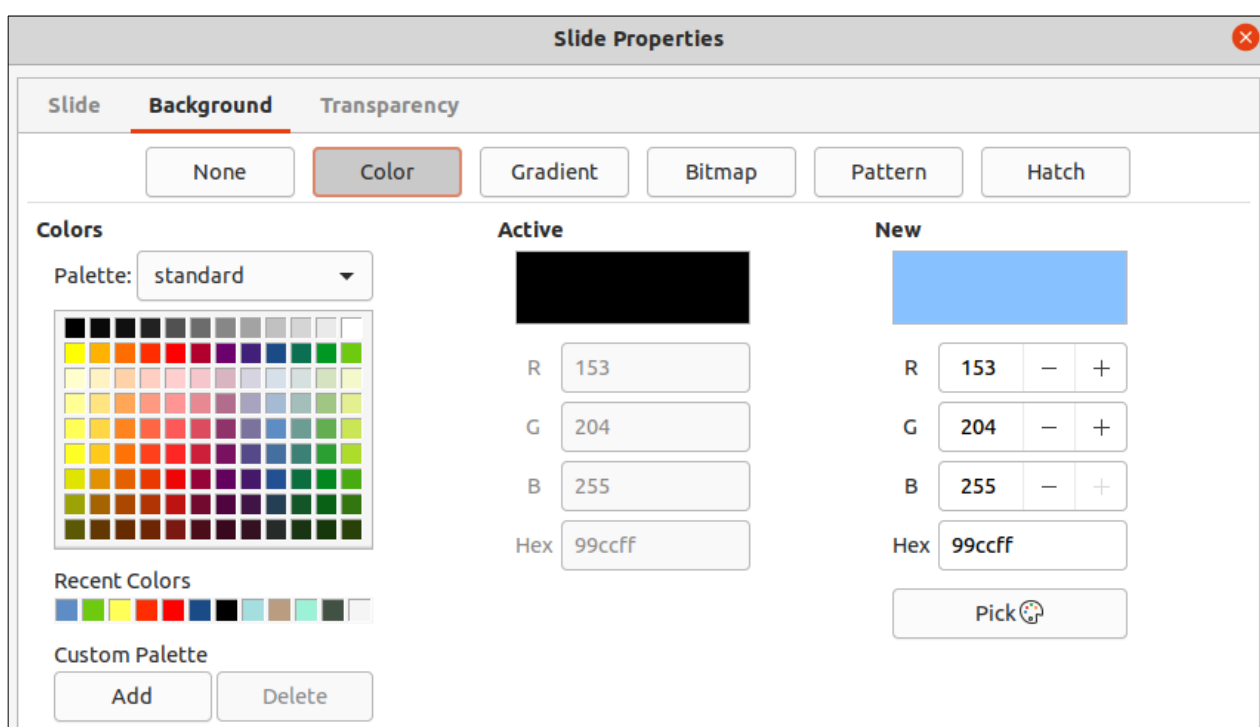 Slide Properties
Slide Background Transparency
None Color Gradient Bitmap Pattern Hatch
Colors Active New
Palette: standard
R 153 R 153 — +
G 204 G 204 — +
B 255 B 255 — +
Hex 99ccff Hex 99ccff
Recent Colors
Pick
Custom Palette
Add Delete